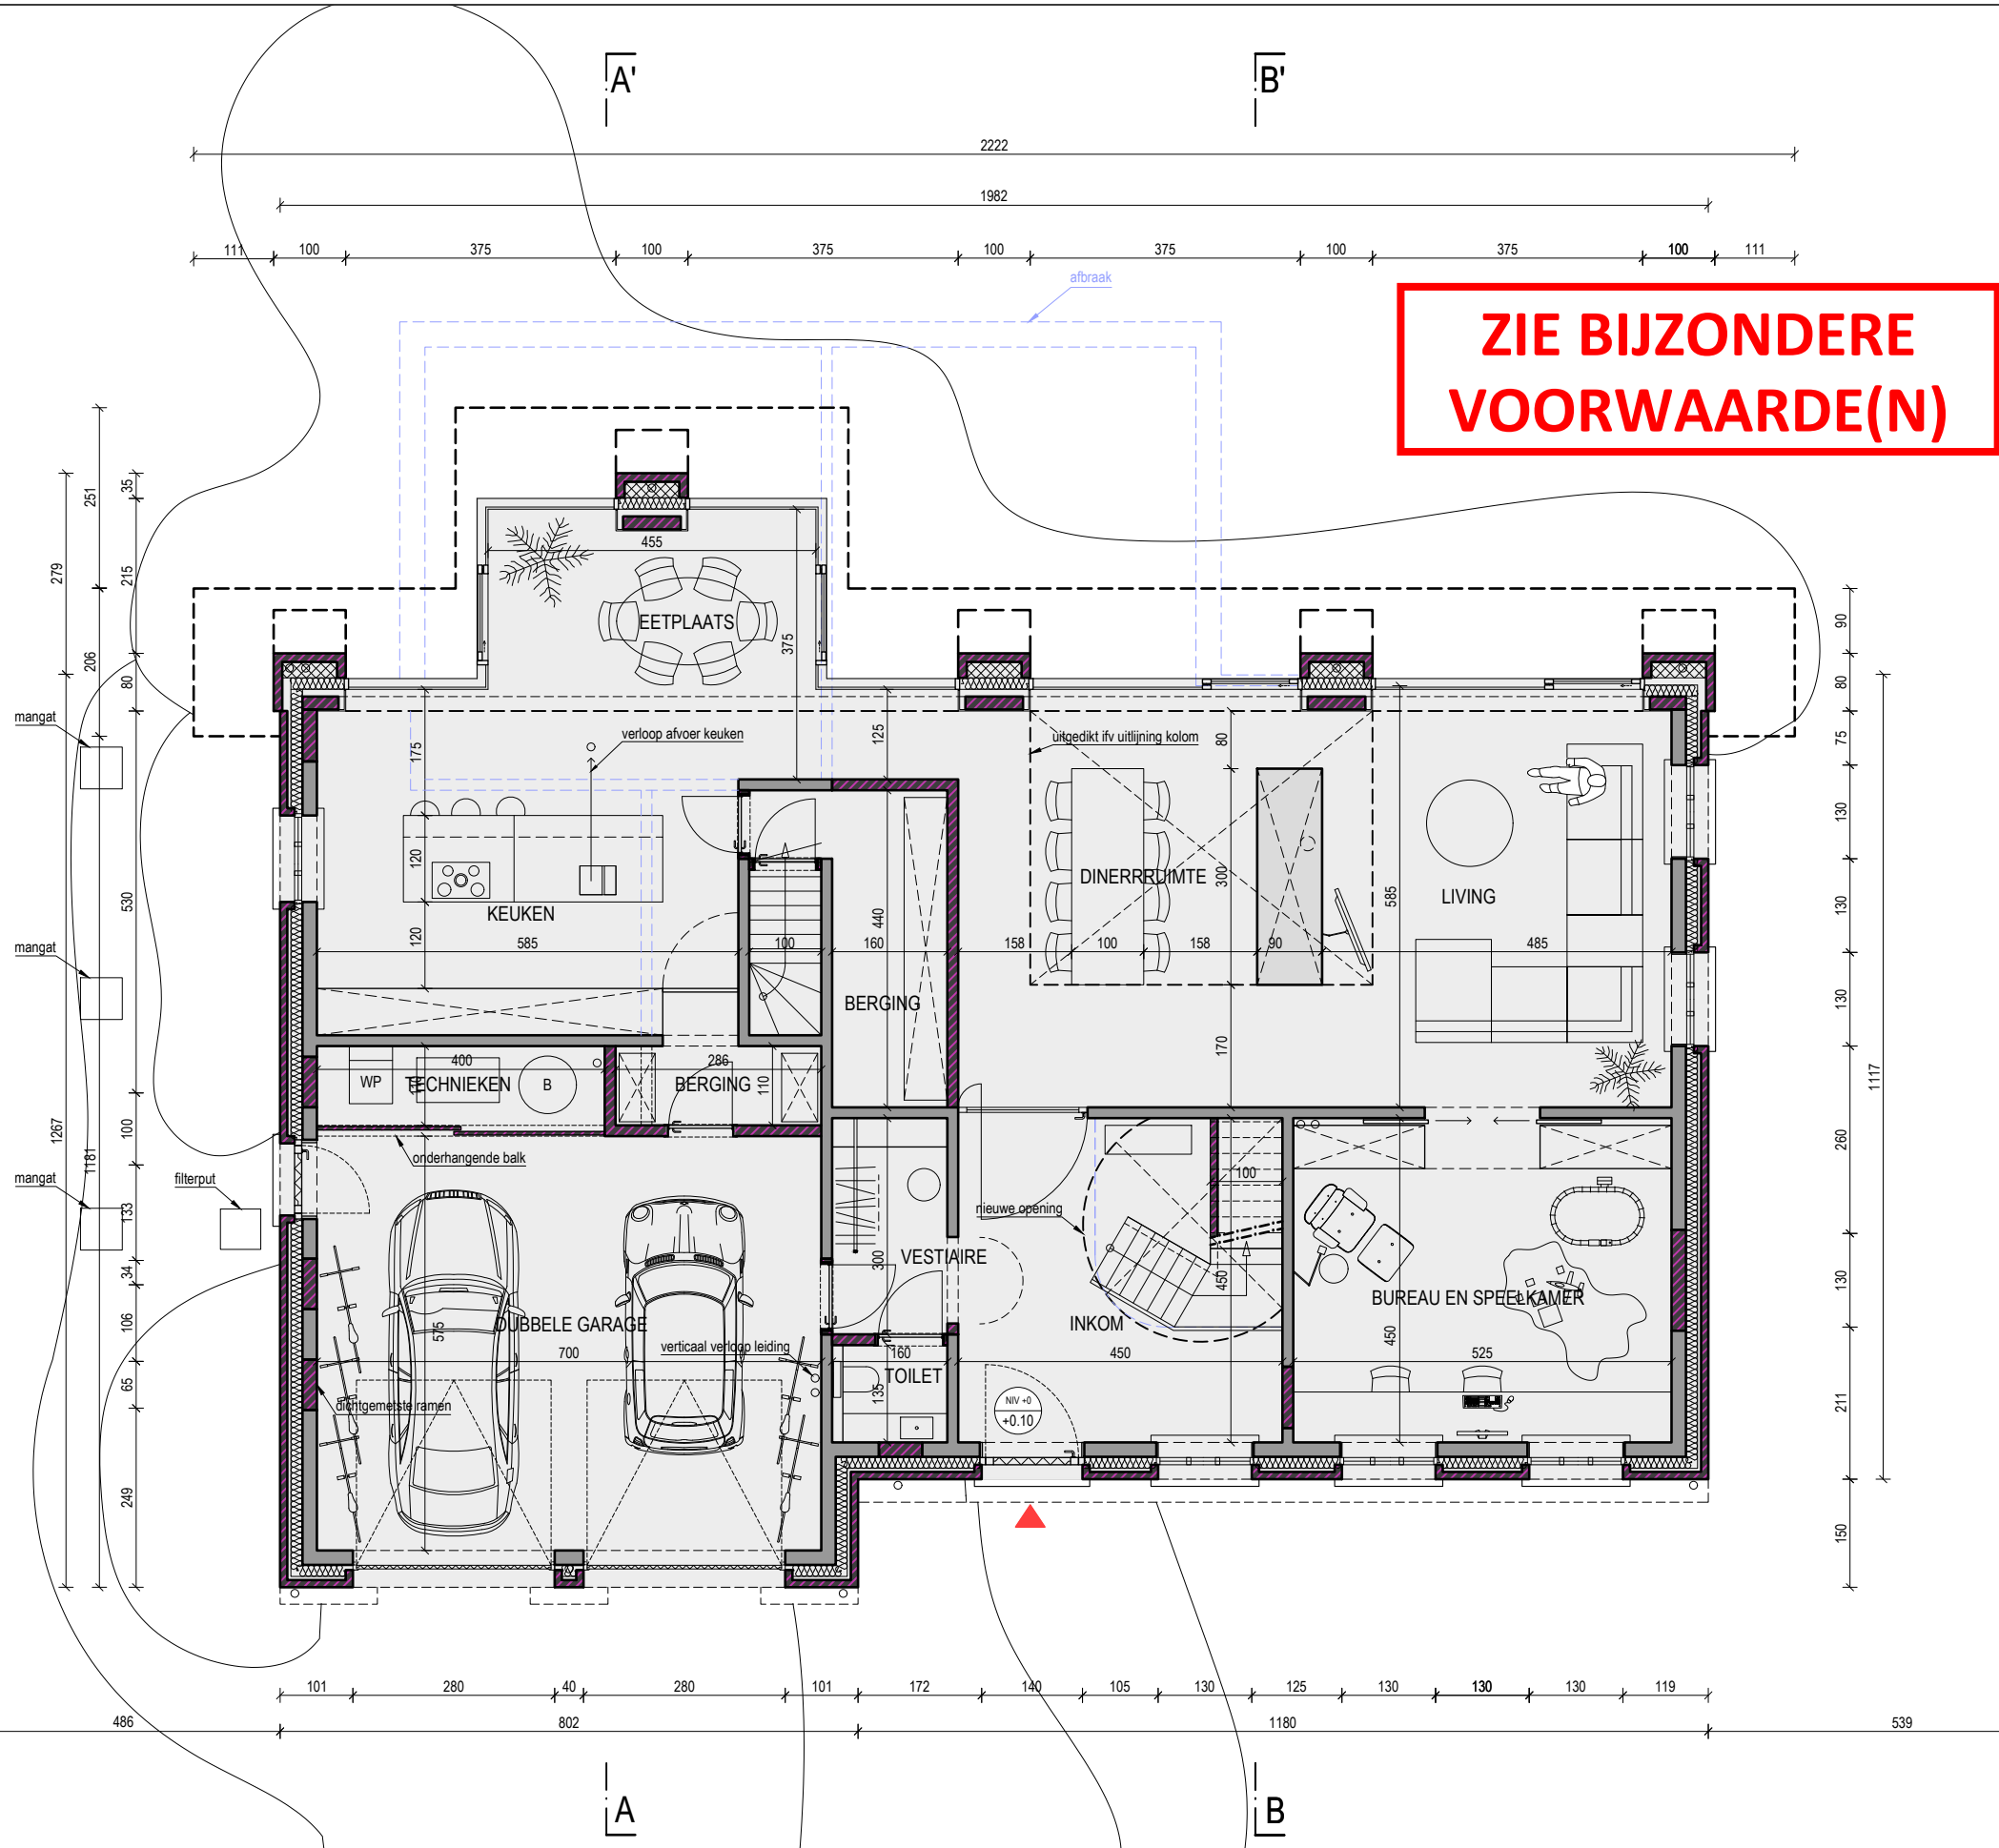 A'
B'
2222
1982
111
100
375
100
375
100
375
100
375
100
111
afbraak
ZIE BIJZONDERE
VOORWAARDE(N)
251
35
279
215
206
80
530
1267
1181
100
133
34
106
65
249
mangat
mangat
mangat
filterput
455
EETPLAATS
375
175
125
verloop afvoer keuken
uitgedikt ifv uitlijning kolom
80
120
KEUKEN
120
585
100
160
440
BERGING
158
100
158
90
DINERRRUIMTE
300
585
LIVING
485
170
90
80
75
130
130
130
260
130
211
150
1117
400
WP
TECHNIEKEN
110
B
286
BERGING
110
onderhangende balk
nieuwe opening
100
300
VESTIAIRE
450
INKOM
450
BUREAU EN SPEELKAMER
450
525
DUBBELE GARAGE
575
700
verticaal verloop leiding
dichtgemetste ramen
160
TOILET
135
NIV +0
+0.10
101
280
40
280
101
172
140
105
130
125
130
130
130
119
486
802
1180
539
A
B